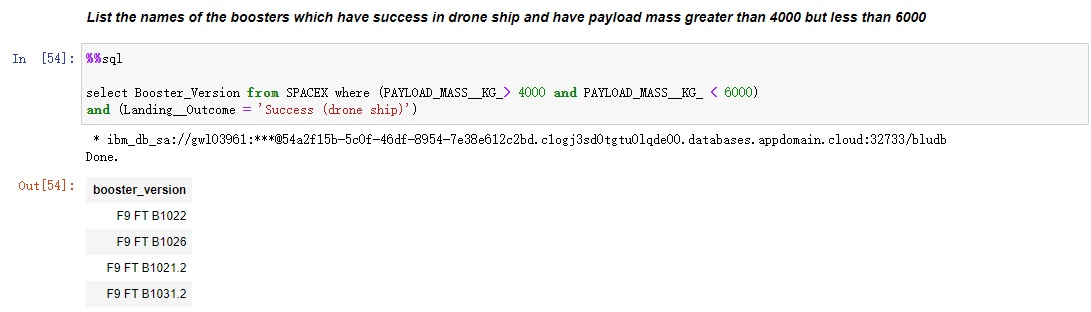 List the names of the boosters which have success in drone ship and have payload mass greater than 4000 but less than 6000
In [54]: %%sql
select Booster_Version from SPACEX where (PAYLOAD_MASS__KG_> 4000 and PAYLOAD_MASS__KG_ < 6000)
and (Landing__Outcome = 'Success (drone ship)')
* ibm_db_sa://gwl03961:***@54a2f15b-5c0f-46df-8954-7e38e612c2bd.c1ogj3sd0tgtu0lqde00.databases.appdomain.cloud:32733/bludb
Done.
Out[54]: booster_version
F9 FT B1022
F9 FT B1026
F9 FT B1021.2
F9 FT B1031.2